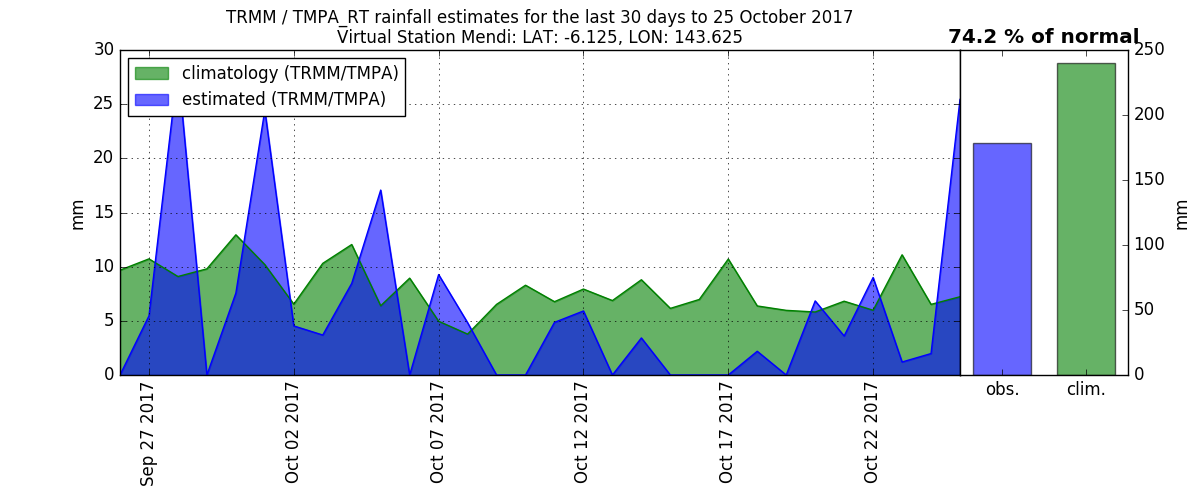 TRMM / TMPA_RT rainfall estimates for the last 30 days to 25 October 2017
Virtual Station Mendi: LAT: -6.125, LON: 143.625
74.2 % of normal
climatology (TRMM/TMPA)
estimated (TRMM/TMPA)
30
25
20
15
10
5
0
mm
250
200
150
100
50
0
mm
Sep 27 2017
Oct 02 2017
Oct 07 2017
Oct 12 2017
Oct 17 2017
Oct 22 2017
obs.
clim.